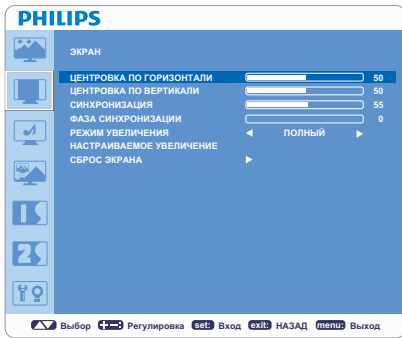 PHILIPS
ЭКРАН
ЦЕНТРОВКА ПО ГОРИЗОНТАЛИ 50
ЦЕНТРОВКА ПО ВЕРТИКАЛИ 50
СИНХРОНИЗАЦИЯ 55
ФАЗА СИНХРОНИЗАЦИИ 0
РЕЖИМ УВЕЛИЧЕНИЯ ПОЛНЫЙ
НАСТРАИВАЕМОЕ УВЕЛИЧЕНИЕ
СБРОС ЭКРАНА
Выбор Регулировка set: Вход exit: НАЗАД menu: Выход